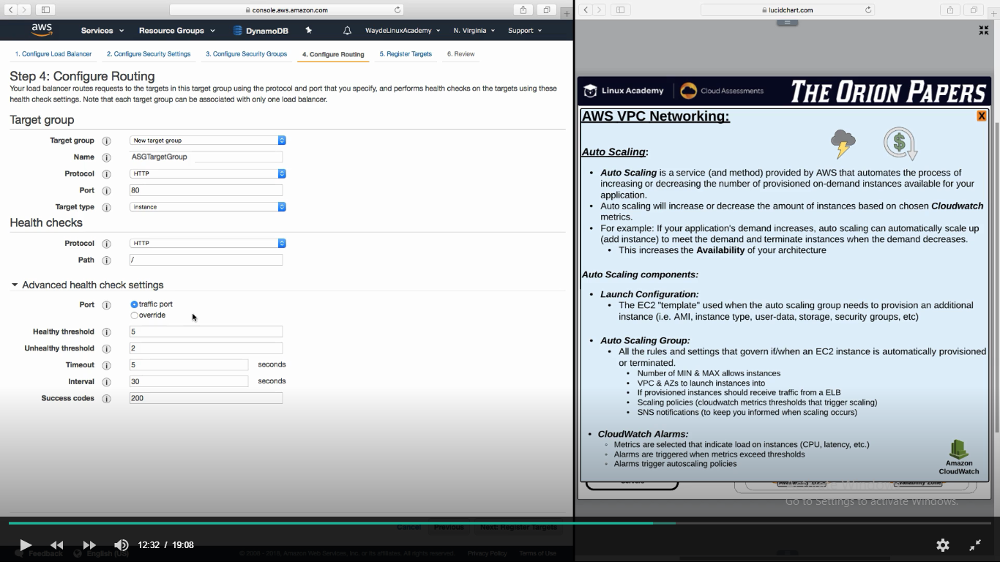 console.aws.amazon.com
aws
Services
Resource Groups
DynamoDB
WaydeLinuxAcademy
N. Virginia
Support
1. Configure Load Balancer
2. Configure Security Settings
3. Configure Security Groups
4. Configure Routing
5. Register Targets
6. Review
Step 4: Configure Routing
Your load balancer routes requests to the targets in this target group using the protocol and port that you specify, and performs health checks on the targets using these
health check settings. Note that each target group can be associated with only one load balancer.
Target group
Target group i New target group
Name i ASGTargetGroup
Protocol i HTTP
Port i 80
Target type i instance
Health checks
Protocol i HTTP
Path i /
Advanced health check settings
Port i traffic port
override
Healthy threshold i 5
Unhealthy threshold i 2
Timeout i 5 seconds
Interval i 30 seconds
Success codes i 200
Cancel Previous Next: Register Targets
Feedback English (US)
© 2008 - 2018, Amazon Web Services, Inc. or its affiliates. All rights reserved. Privacy Policy Terms of Use
12:32 / 19:08
lucidchart.com
Linux Academy
Cloud Assessments
THE ORION PAPERS
AWS VPC Networking:
X
Auto Scaling:
• Auto Scaling is a service (and method) provided by AWS that automates the process of
increasing or decreasing the number of provisioned on-demand instances available for your
application.
• Auto scaling will increase or decrease the amount of instances based on chosen Cloudwatch
metrics.
• For example: If your application's demand increases, auto scaling can automatically scale up
(add instance) to meet the demand and terminate instances when the demand decreases.
• This increases the Availability of your architecture
Auto Scaling components:
• Launch Configuration:
• The EC2 "template" used when the auto scaling group needs to provision an additional
instance (i.e. AMI, instance type, user-data, storage, security groups, etc)
• Auto Scaling Group:
• All the rules and settings that govern if/when an EC2 instance is automatically provisioned
or terminated.
• Number of MIN & MAX allows instances
• VPC & AZs to launch instances into
• If provisioned instances should receive traffic from a ELB
• Scaling policies (cloudwatch metrics thresholds that trigger scaling)
• SNS notifications (to keep you informed when scaling occurs)
• CloudWatch Alarms:
◦ Metrics are selected that indicate load on instances (CPU, latency, etc.)
◦ Alarms are triggered when metrics exceed thresholds
◦ Alarms trigger autoscaling policies
Amazon
CloudWatch
Go to Settings to activate Windows.